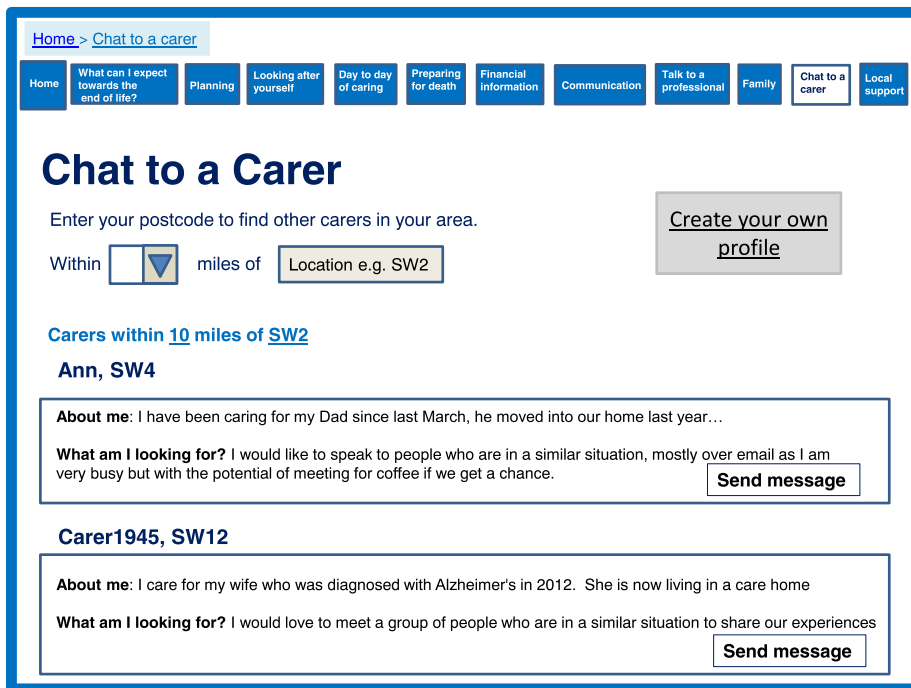 Home > Chat to a carer
Home
What can I expect
towards the
end of life?
Planning
Looking after
yourself
Day to day
of caring
Preparing
for death
Financial
information
Communication
Talk to a
professional
Family
Chat to a
carer
Local
support
Chat to a Carer
Enter your postcode to find other carers in your area.
Create your own
profile
Within
miles of
Location e.g. SW2
Carers within 10 miles of SW2
Ann, SW4
About me: I have been caring for my Dad since last March, he moved into our home last year…
What am I looking for? I would like to speak to people who are in a similar situation, mostly over email as I am
very busy but with the potential of meeting for coffee if we get a chance.
Send message
Carer1945, SW12
About me: I care for my wife who was diagnosed with Alzheimer's in 2012.  She is now living in a care home
What am I looking for? I would love to meet a group of people who are in a similar situation to share our experiences
Send message